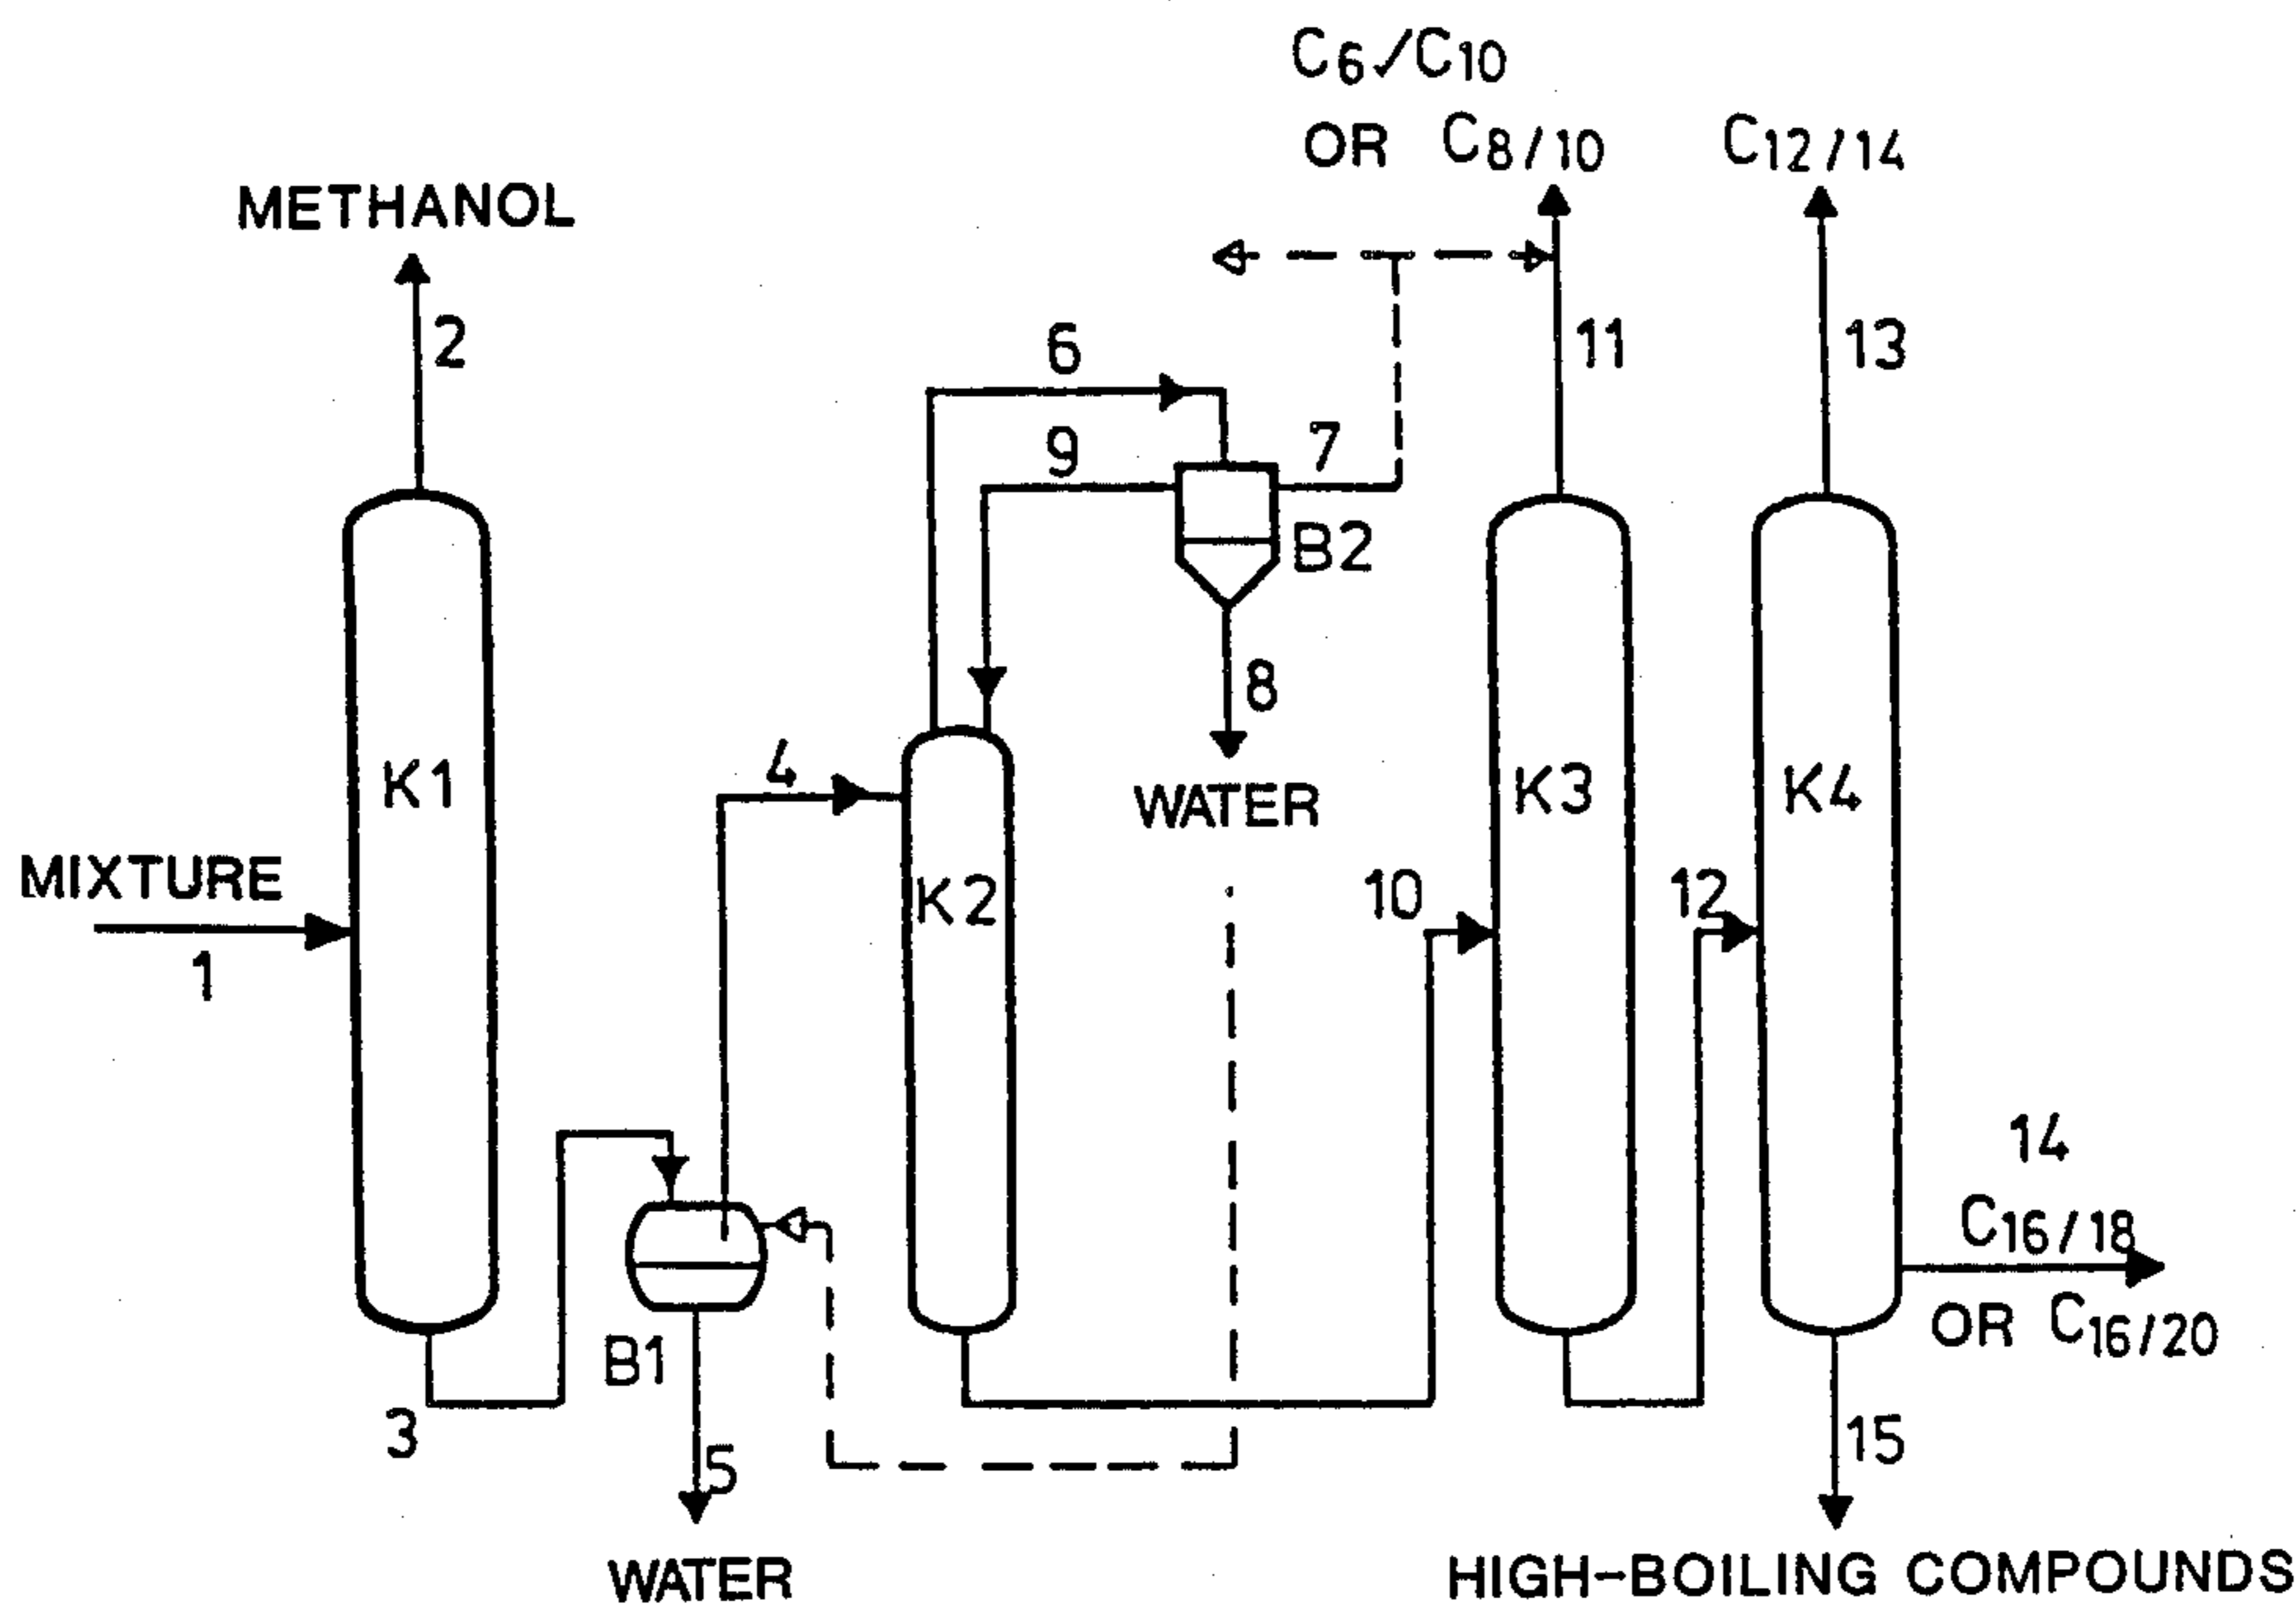 C6/C10
OR C8/10
C12/14
METHANOL
2
6
11
13
9
7
B2
8
4
WATER
K1
K2
K3
K4
MIXTURE
1
10
12
14
C16/18
OR C16/20
B1
3
5
15
WATER
HIGH-BOILING COMPOUNDS